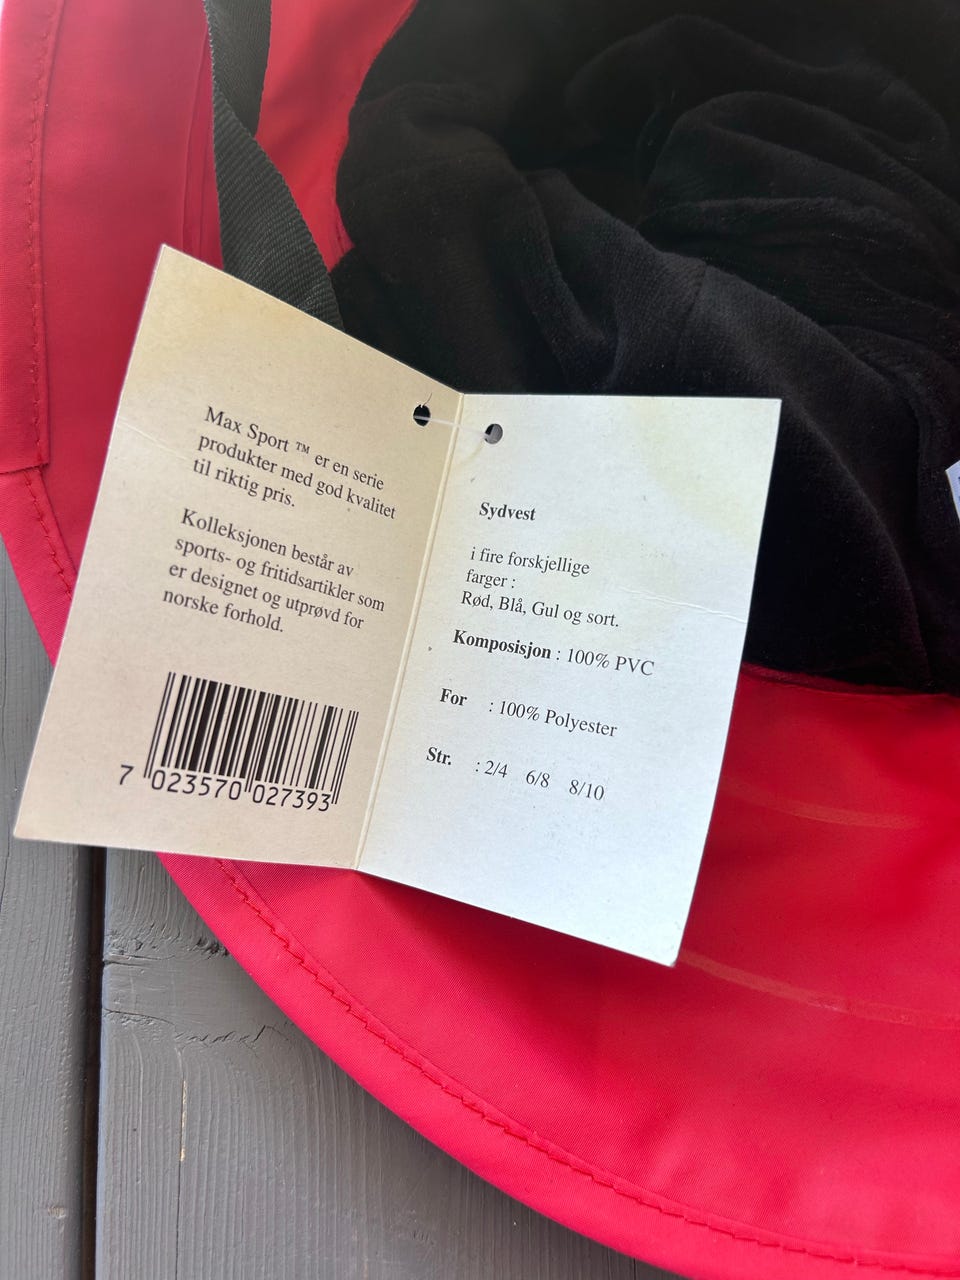 Max Sport ™ er en serie
produkter med god kvalitet
til riktig pris.
Kolleksjonen består av
sports- og fritidsartikler som
er designet og utprøvd for
norske forhold.
7 023570 027393
Sydvest
i fire forskjellige
farger :
Rød, Blå, Gul og sort.
Komposisjon : 100% PVC
For : 100% Polyester
Str. : 2/4 6/8 8/10